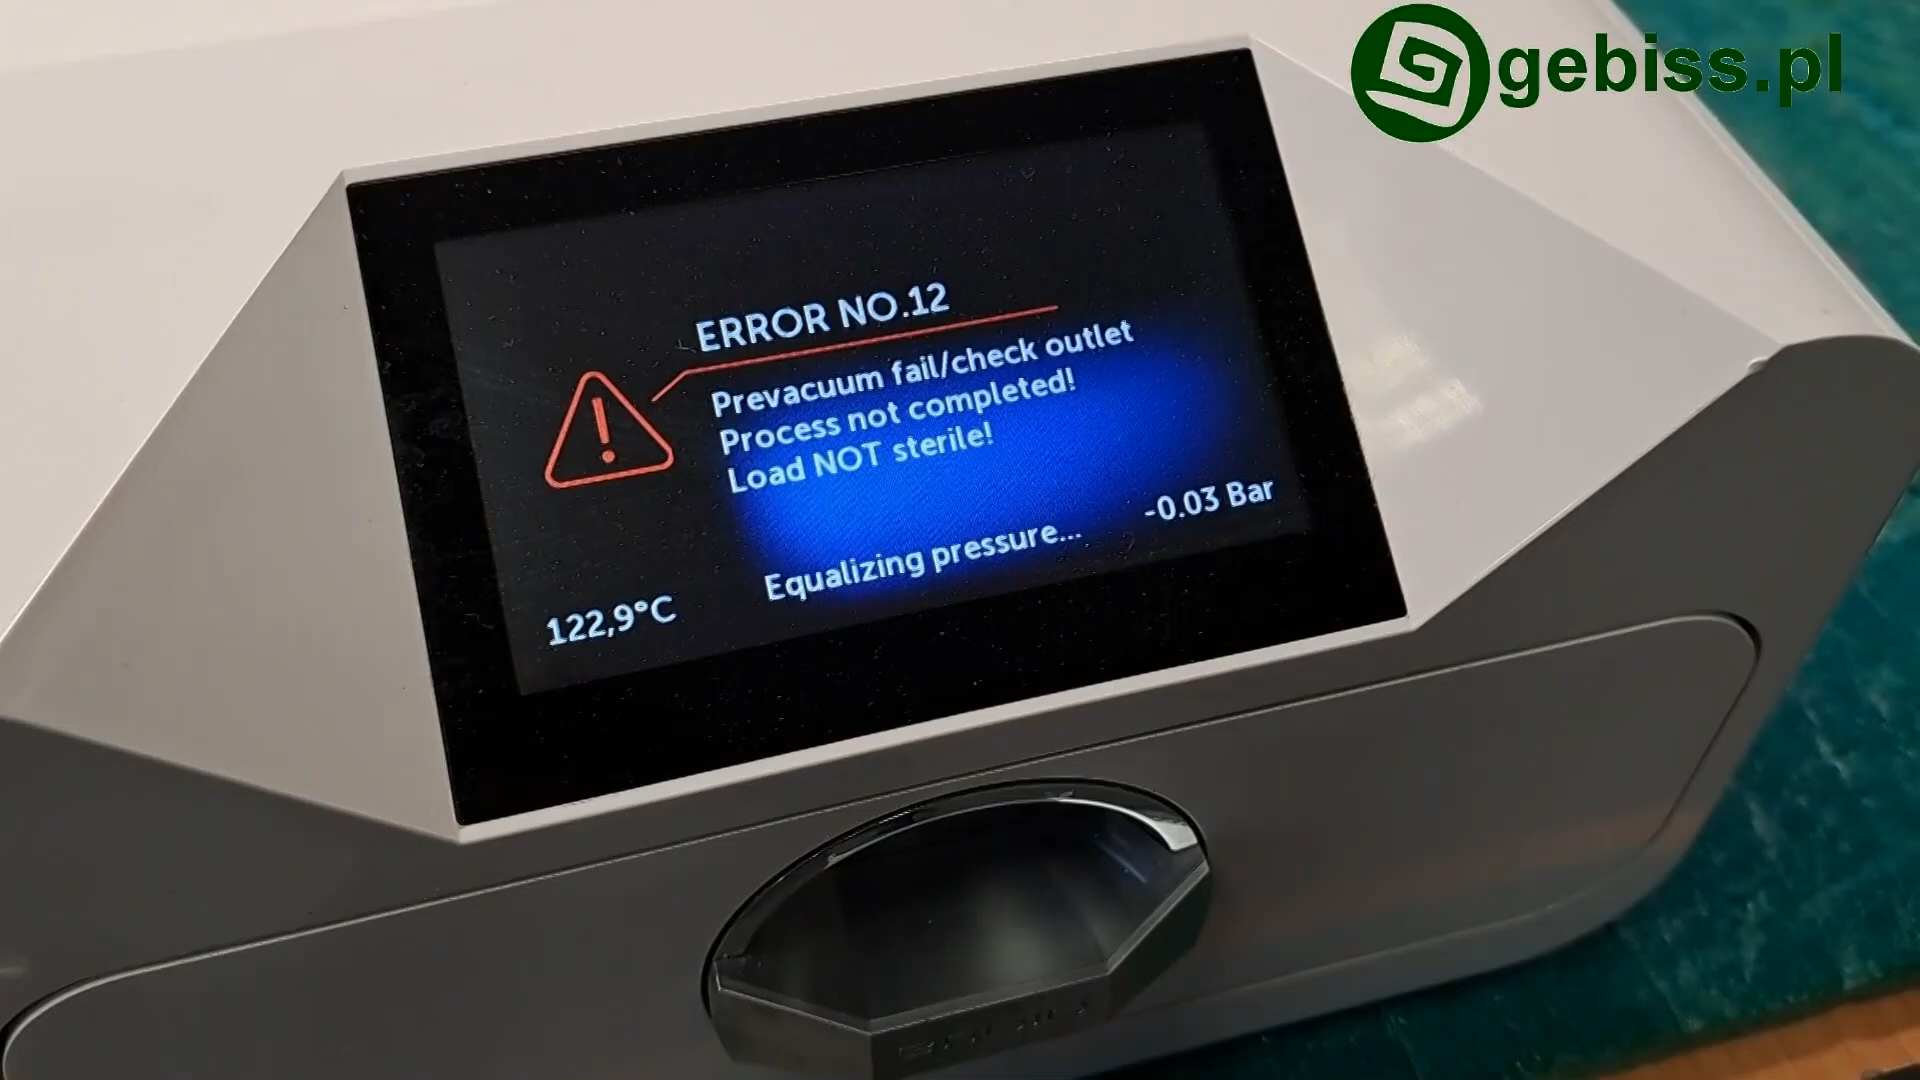 gebiss.pl
ERROR NO.12
Prevacuum fail/check outlet
Process not completed!
Load NOT sterile!
-0.03 Bar
Equalizing pressure...
122,9°C